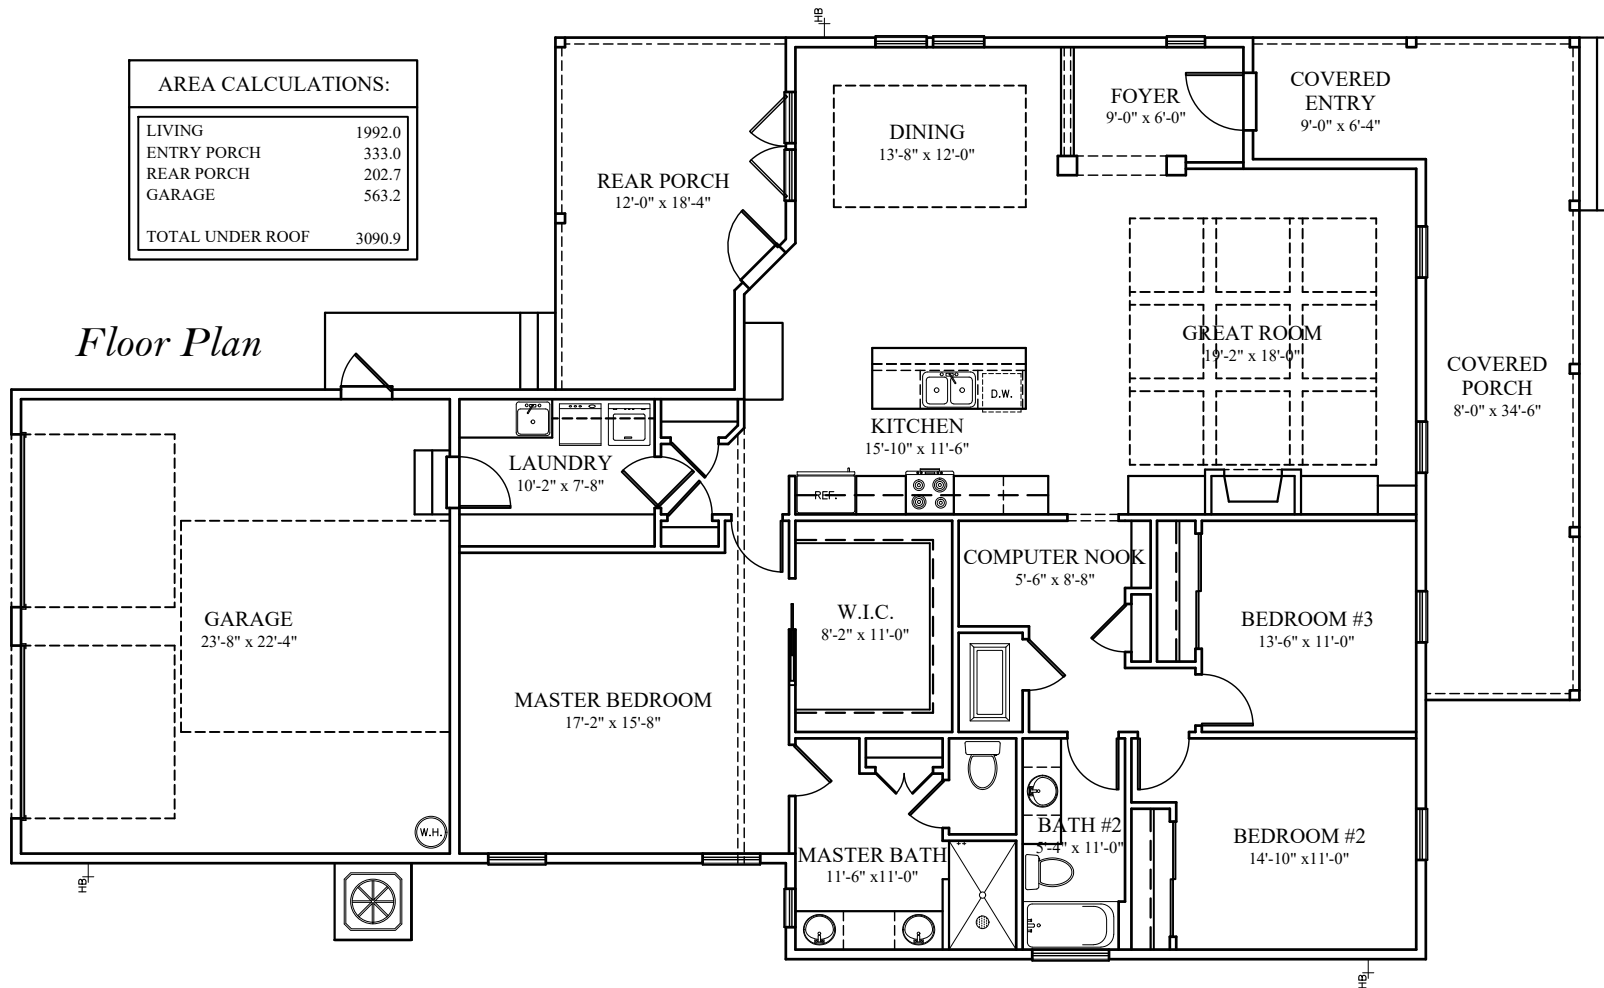 HB
AREA CALCULATIONS:
LIVING 1992.0
ENTRY PORCH 333.0
REAR PORCH 202.7
GARAGE 563.2
TOTAL UNDER ROOF 3090.9
Floor Plan
REAR PORCH
12'-0" x 18'-4"
DINING
13'-8" x 12'-0"
FOYER
9'-0" x 6'-0"
COVERED
ENTRY
9'-0" x 6'-4"
GREAT ROOM
19'-2" x 18'-0"
COVERED
PORCH
8'-0" x 34'-6"
D.W.
KITCHEN
15'-10" x 11'-6"
REF.
LAUNDRY
10'-2" x 7'-8"
COMPUTER NOOK
5'-6" x 8'-8"
GARAGE
23'-8" x 22'-4"
W.I.C.
8'-2" x 11'-0"
BEDROOM #3
13'-6" x 11'-0"
MASTER BEDROOM
17'-2" x 15'-8"
W.H.
MASTER BATH
11'-6" x11'-0"
BATH #2
5'-4" x 11'-0"
BEDROOM #2
14'-10" x11'-0"
HB
HB